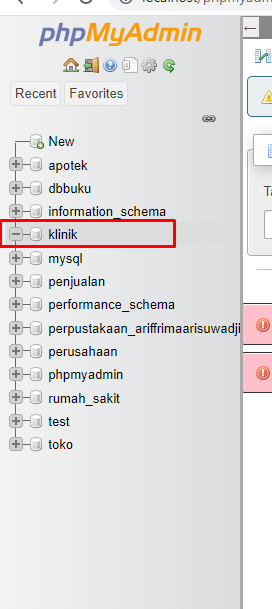 localhost/phpmyadm
phpMyAdmin
Recent Favorites
New
apotek
dbbuku
information_schema
klinik
mysql
penjualan
performance_schema
perpustakaan_ariffrimaarisuwadji
perusahaan
phpmyadmin
rumah_sakit
test
toko
Ta